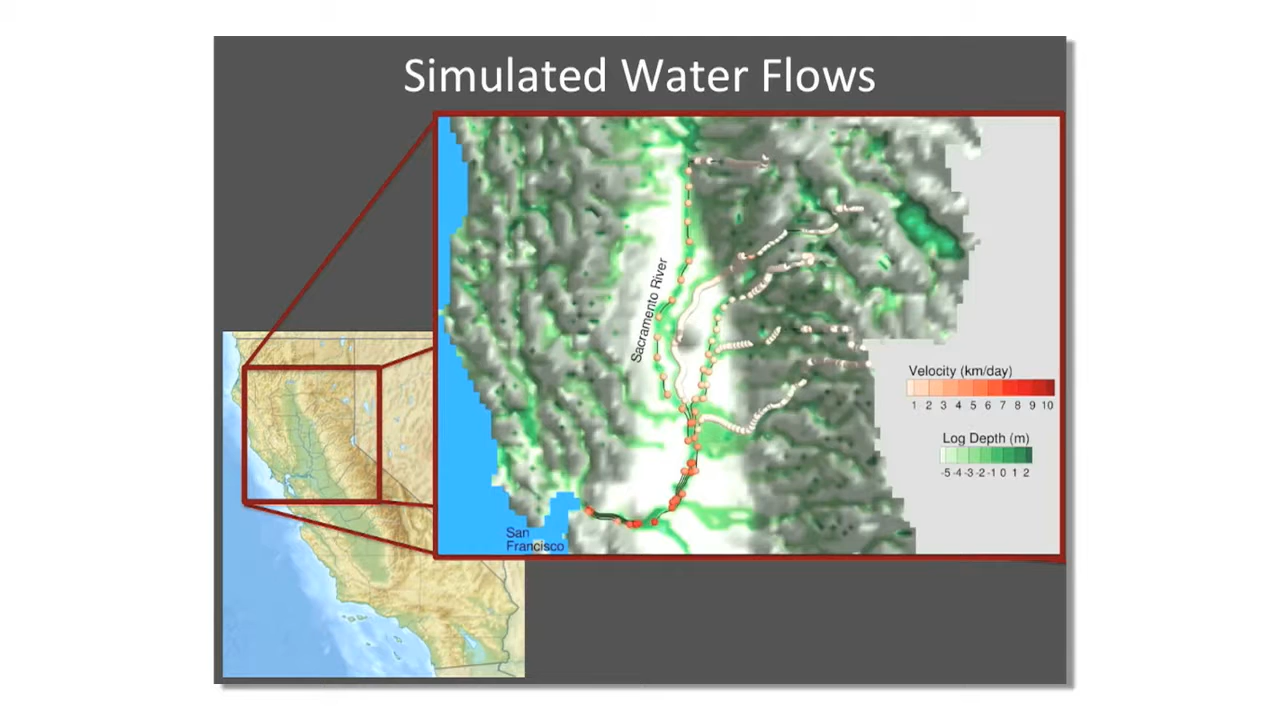 Simulated Water Flows
Sacramento River
Velocity (km/day)
1 2 3 4 5 6 7 8 9 10
Log Depth (m)
-5 -4 -3 -2 -1 0 1 2
San
Francisco